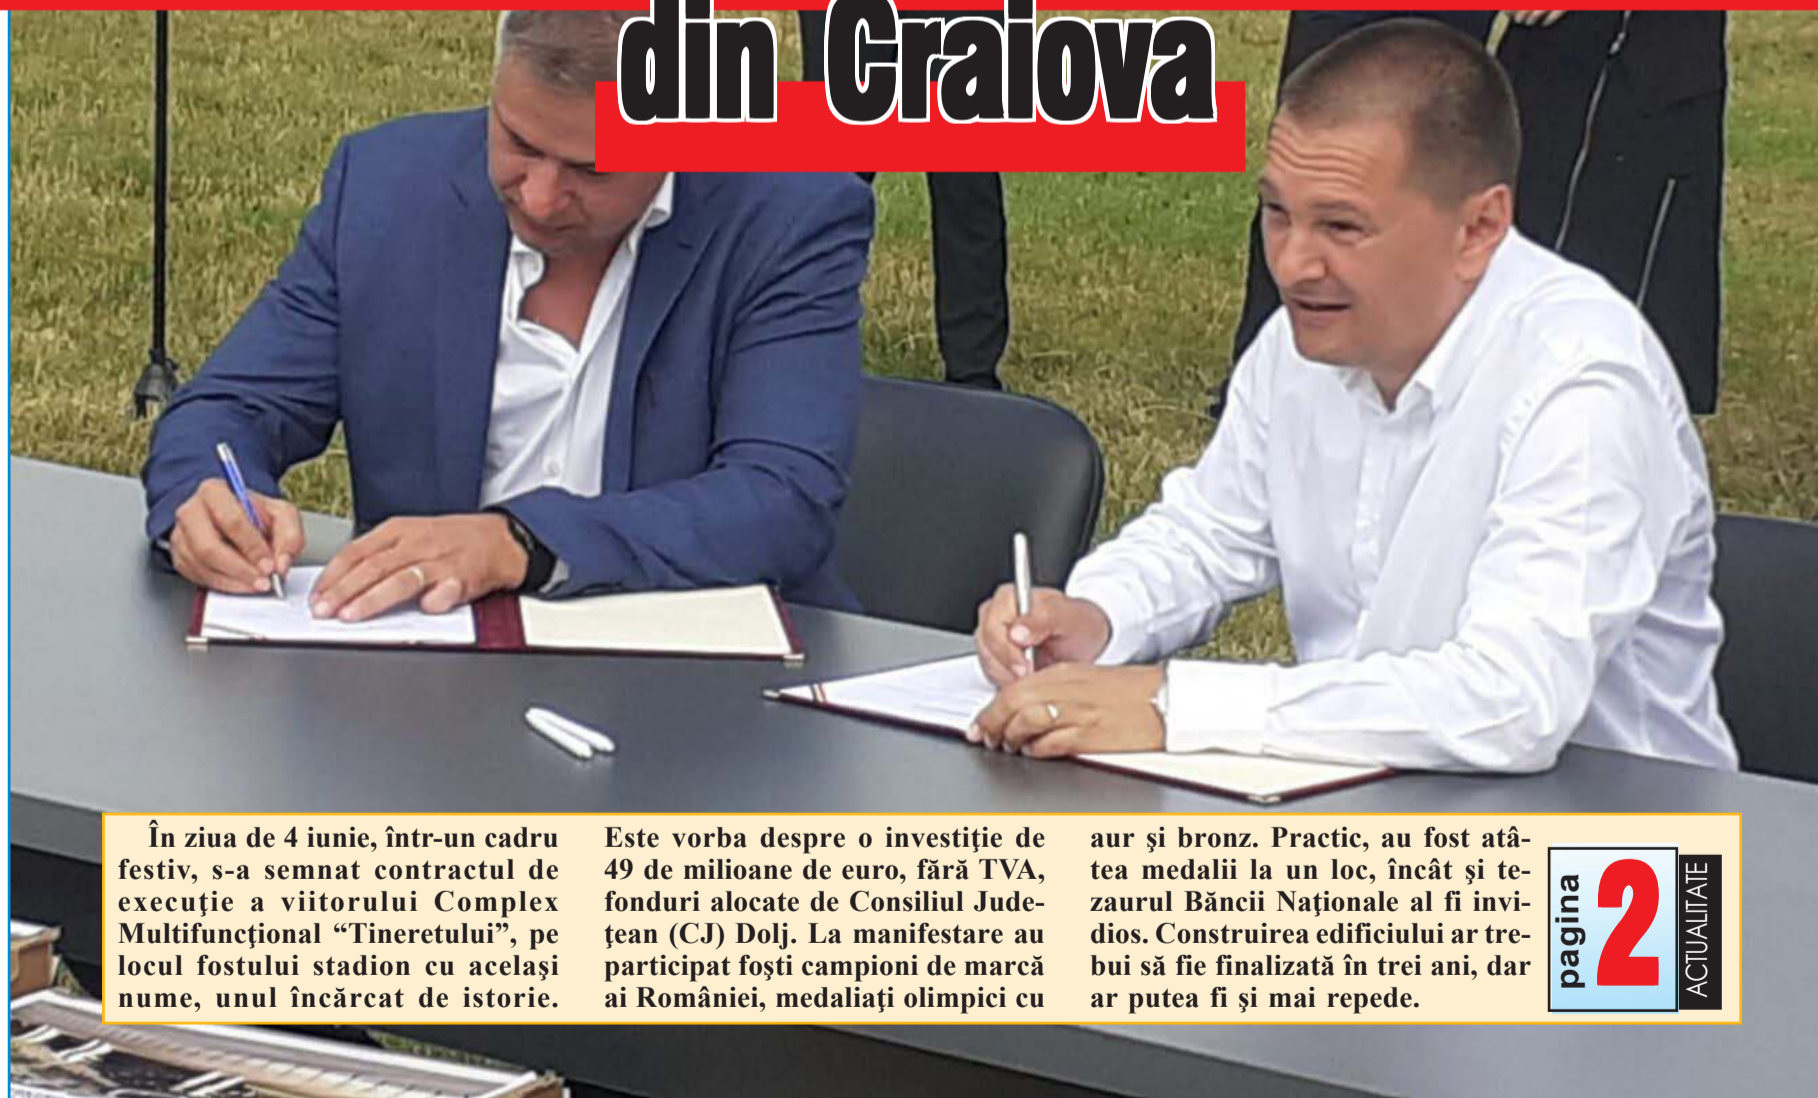 din Craiova
În ziua de 4 iunie, într-un cadru
festiv, s-a semnat contractul de
execuţie a viitorului Complex
Multifuncţional “Tineretului”, pe
locul fostului stadion cu acelaşi
nume, unul încărcat de istorie.
Este vorba despre o investiţie de
49 de milioane de euro, fără TVA,
fonduri alocate de Consiliul Jude-
ţean (CJ) Dolj. La manifestare au
participat foşti campioni de marcă
ai României, medaliaţi olimpici cu
aur şi bronz. Practic, au fost atâ-
tea medalii la un loc, încât şi te-
zaurul Băncii Naţionale al fi invi-
dios. Construirea edificiului ar tre-
bui să fie finalizată în trei ani, dar
ar putea fi şi mai repede.
pagina
2
ACTUALITATE